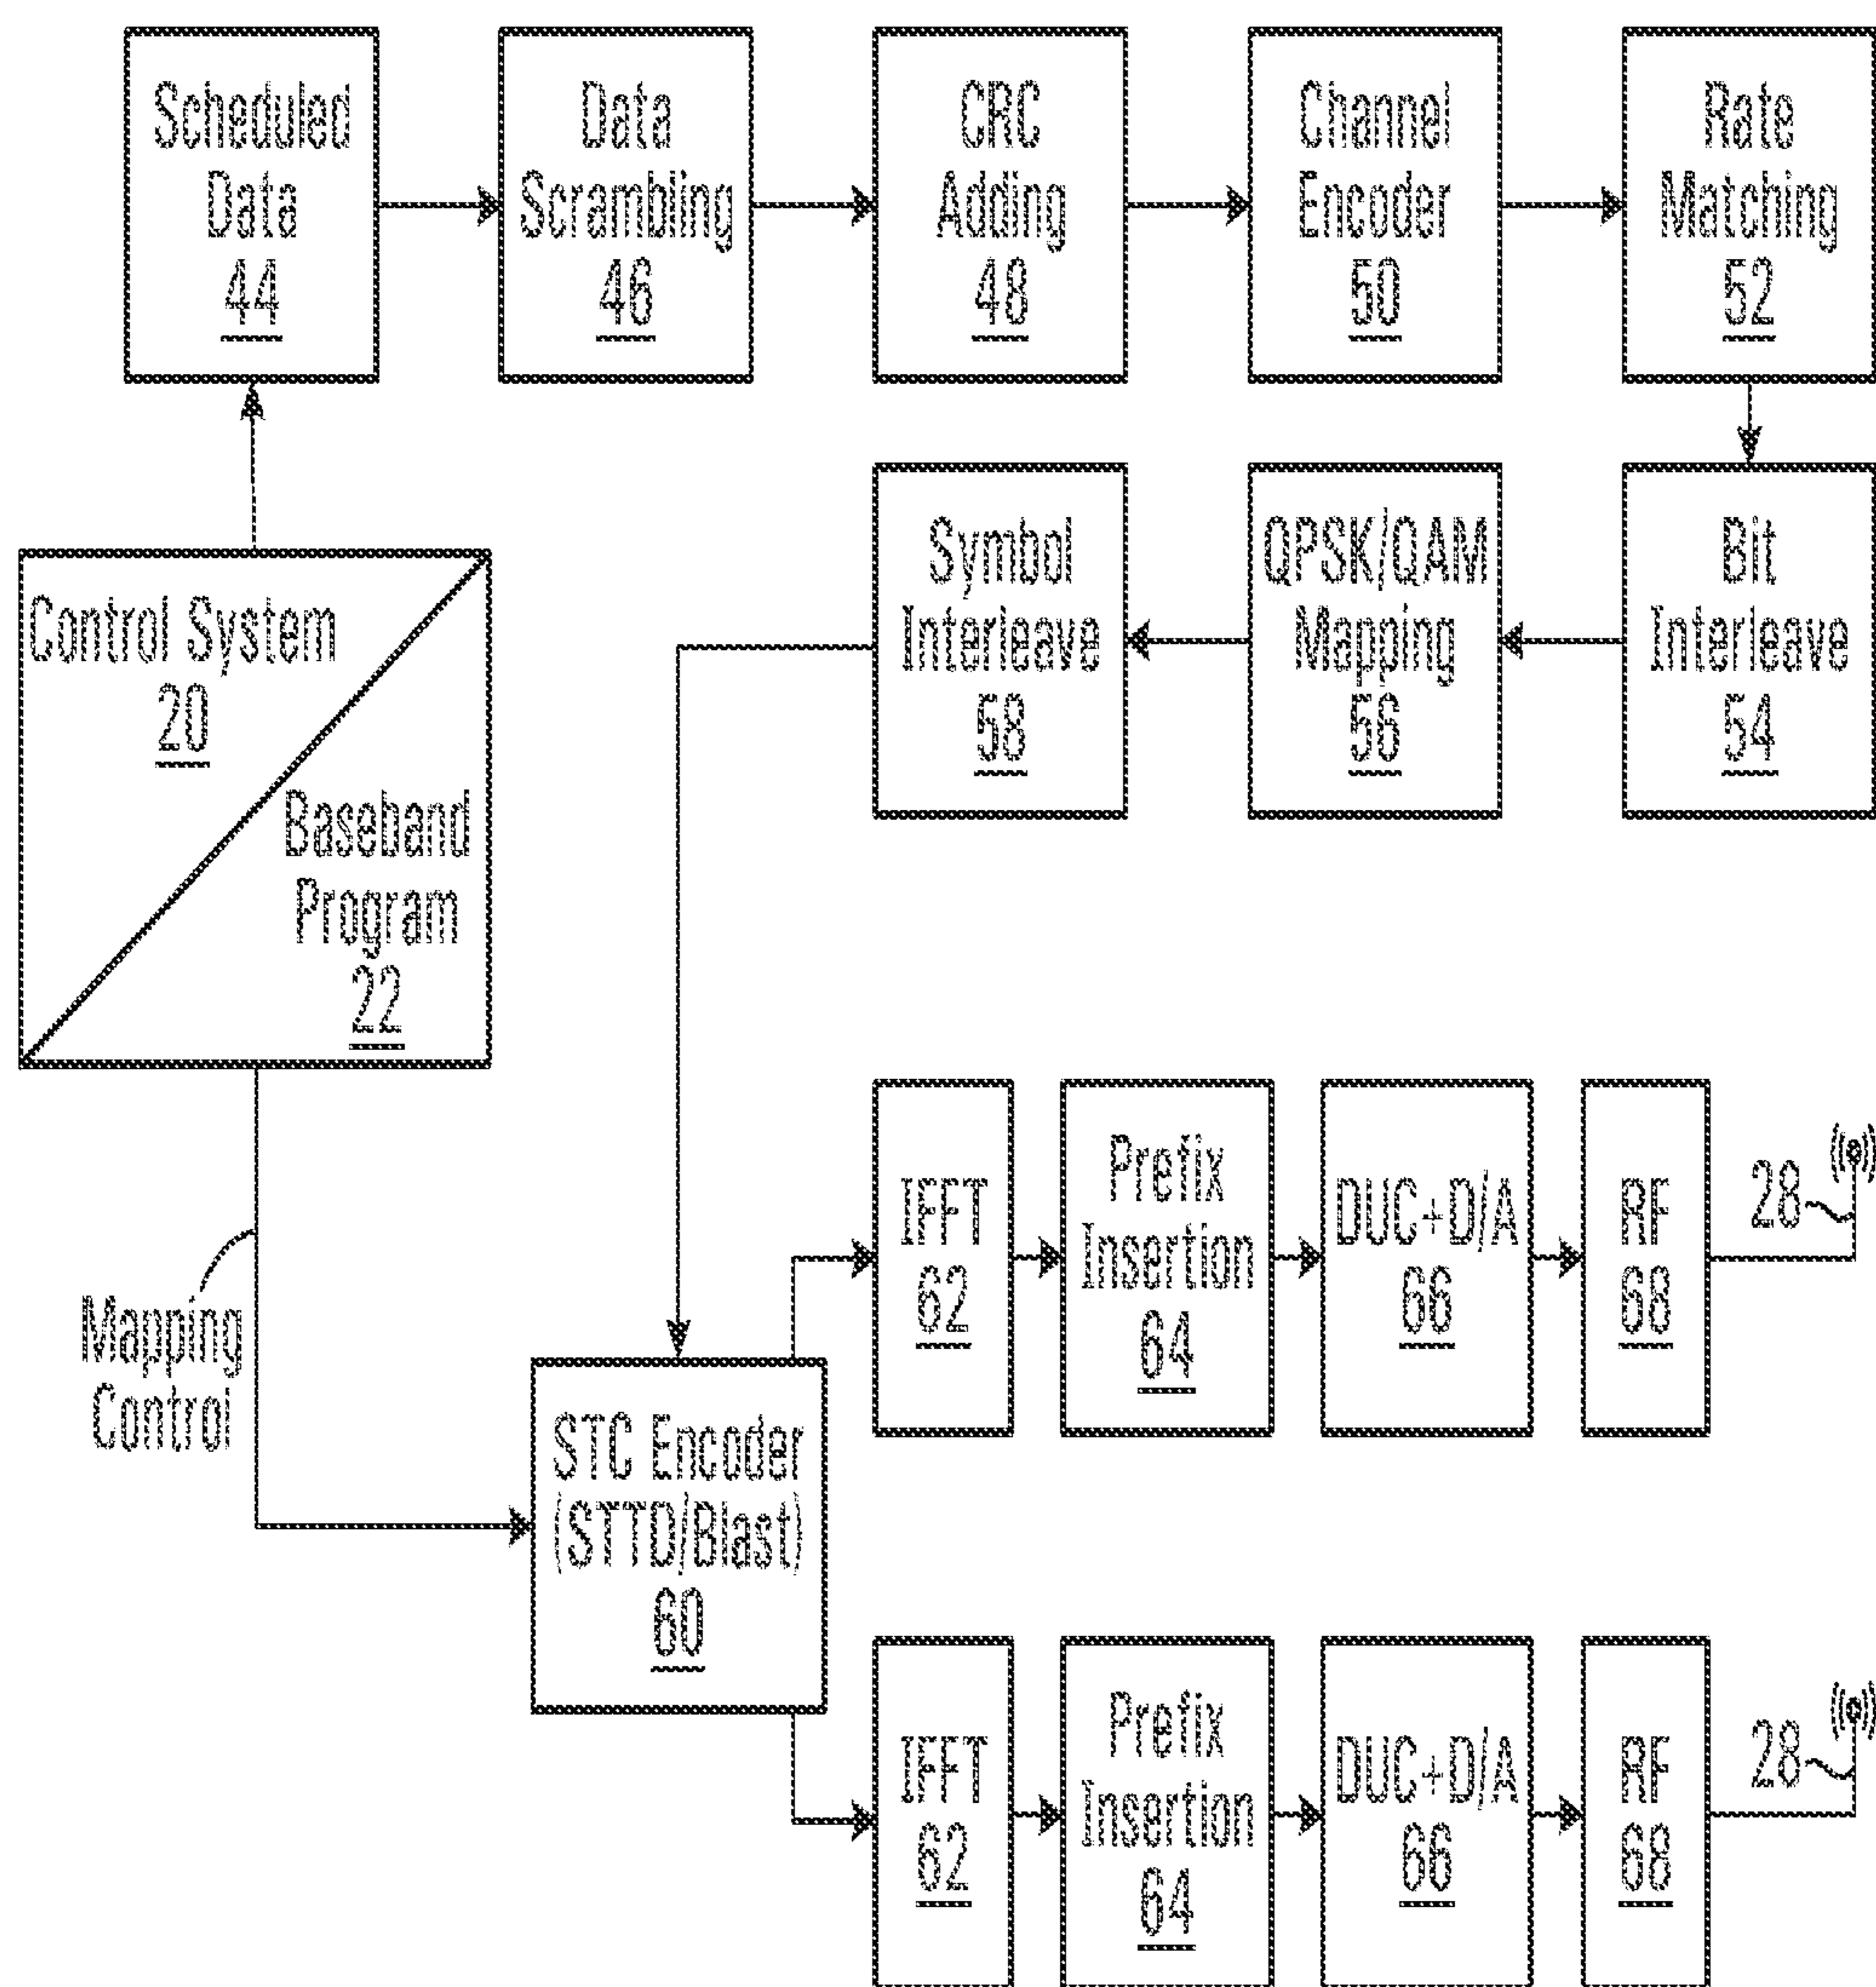 Scheduled
Data
44
Data
Scrambling
46
CRC
Adding
48
Channel
Encoder
50
Rate
Matching
52
Control System
20
Baseband
Program
22
Symbol
Interleave
58
QPSK/QAM
Mapping
56
Bit
Interleave
54
Mapping
Control
STC Encoder
(STTD/Blast)
60
IFFT
62
Prefix
Insertion
64
DUC+D/A
66
RF
68
28
IFFT
62
Prefix
Insertion
64
DUC+D/A
66
RF
68
28